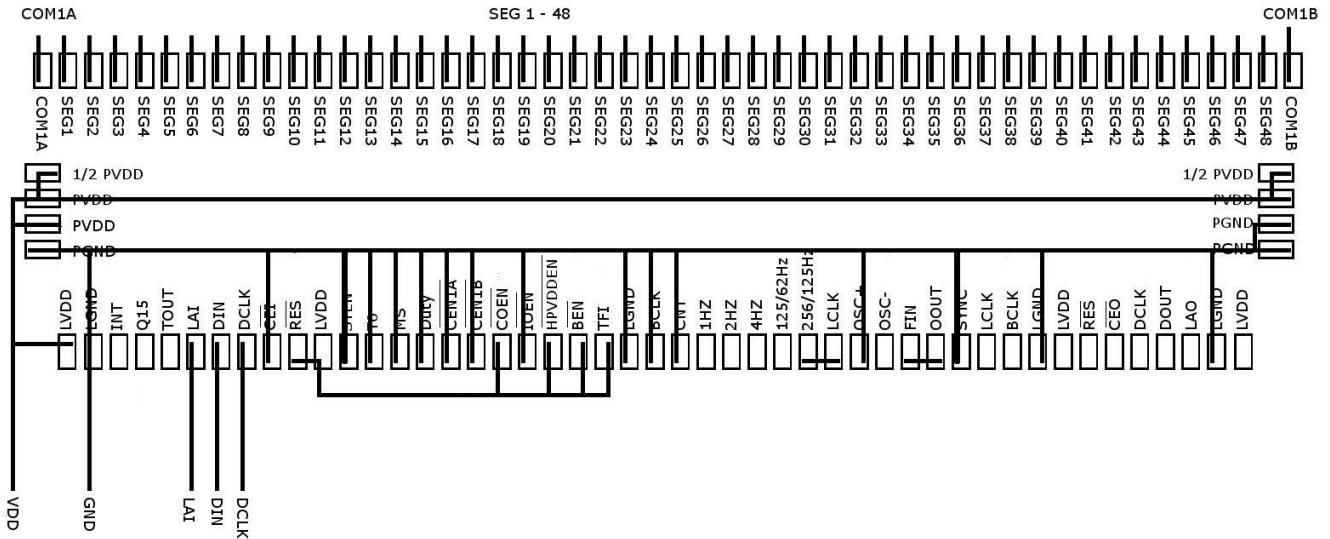 COM1A SEG 1 - 48 COM1B
COM1A SEG1 SEG2 SEG3 SEG4 SEG5 SEG6 SEG7 SEG8 SEG9 SEG10 SEG11 SEG12 SEG13 SEG14 SEG15 SEG16 SEG17 SEG18 SEG19 SEG20 SEG21 SEG22 SEG23 SEG24 SEG25 SEG26 SEG27 SEG28 SEG29 SEG30 SEG31 SEG32 SEG33 SEG34 SEG35 SEG36 SEG37 SEG38 SEG39 SEG40 SEG41 SEG42 SEG43 SEG44 SEG45 SEG46 SEG47 SEG48 COM1B
1/2 PVDD 1/2 PVDD
PVDD PVDD
PVDD PGND
PGND PGND
LVDD LGND INT Q15 TOUT LAI DIN DCLK CEI RES LVDD MS Duty CEN1A CEN1B COEN IOEN HPVDDEN BEN TFI LGND BCLK CNT 1HZ 2HZ 4HZ 125/62Hz 256/125Hz LCLK OSC+ OSC- FIN OOUT SYNC LCLK BCLK LGND LVDD RES CEO DCLK DOUT LAO LGND LVDD
VDD GND LAI DIN DCLK